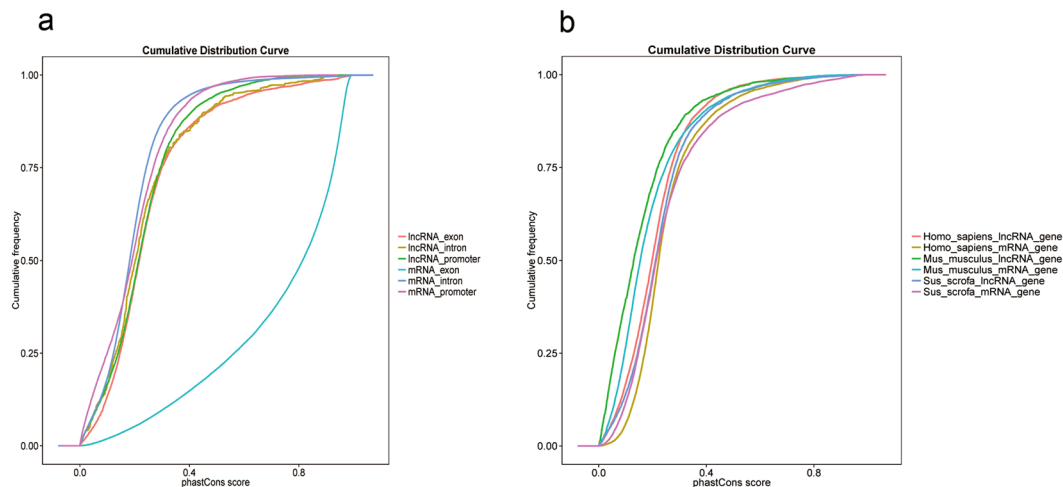 a
Cumulative Distribution Curve
1.00
0.75
0.50
0.25
0.00
Cumulative frequency
0.0
0.4
0.8
phastCons score
lncRNA_exon
lncRNA_intron
lncRNA_promoter
mRNA_exon
mRNA_intron
mRNA_promoter
b
Cumulative Distribution Curve
1.00
0.75
0.50
0.25
0.00
Cumulative frequency
0.0
0.4
0.8
phastCons score
Homo_sapiens_lncRNA_gene
Homo_sapiens_mRNA_gene
Mus_musculus_lncRNA_gene
Mus_musculus_mRNA_gene
Sus_scrofa_lncRNA_gene
Sus_scrofa_mRNA_gene